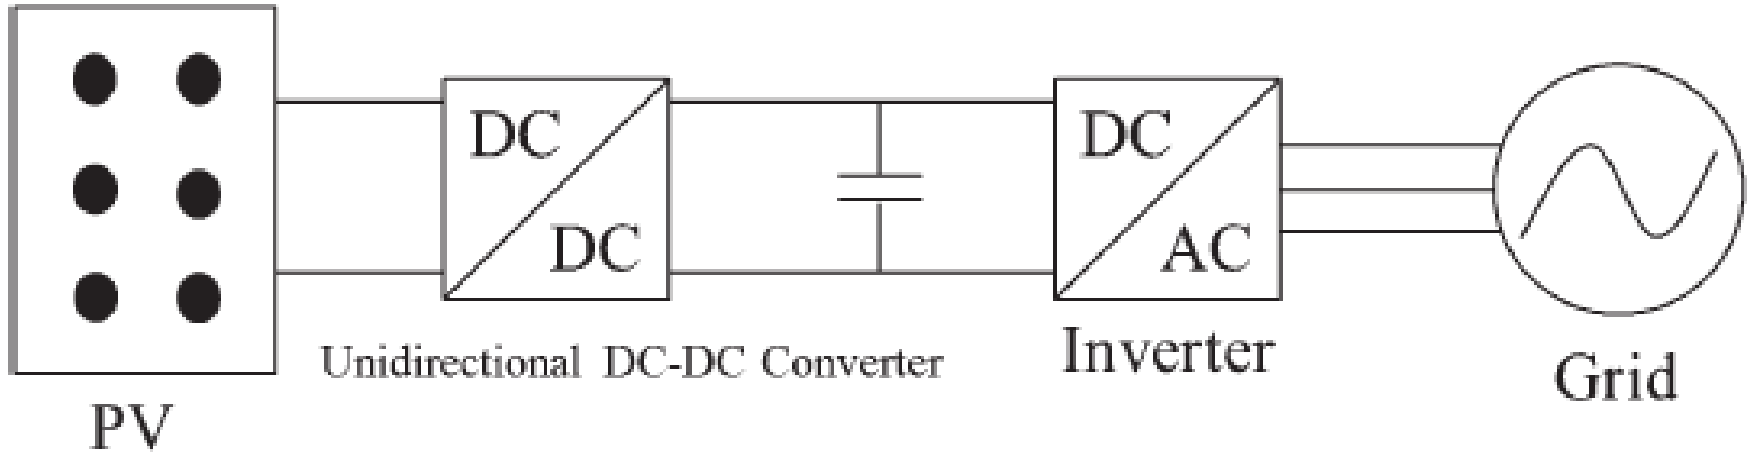 DC
DC
DC
AC
Unidirectional DC-DC Converter
Inverter
Grid
PV